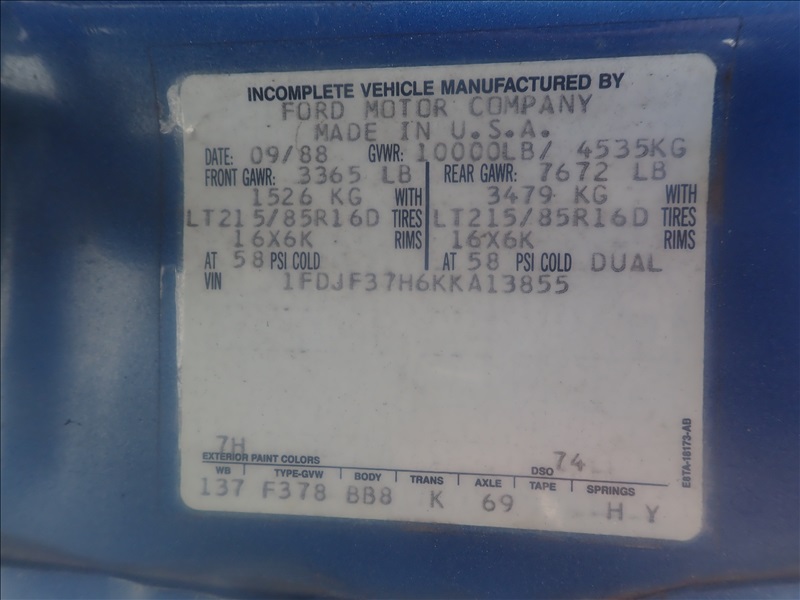 INCOMPLETE VEHICLE MANUFACTURED BY
FORD MOTOR COMPANY
MADE IN U.S.A.
DATE: 09/88 GVWR: 10000LB/ 4535KG
FRONT GAWR: 3365 LB REAR GAWR: 7672 LB
1526 KG WITH 3479 KG WITH
LT215/85R16D TIRES LT215/85R16D TIRES
16X6K RIMS 16X6K RIMS
AT 58 PSI COLD AT 58 PSI COLD DUAL
VIN 1FDJF37H6KKA13855
E8TA-18173-AB
7H 74
EXTERIOR PAINT COLORS DSO
WB TYPE-GVW BODY TRANS AXLE TAPE SPRINGS
137 F378 BB8 K 69 H Y